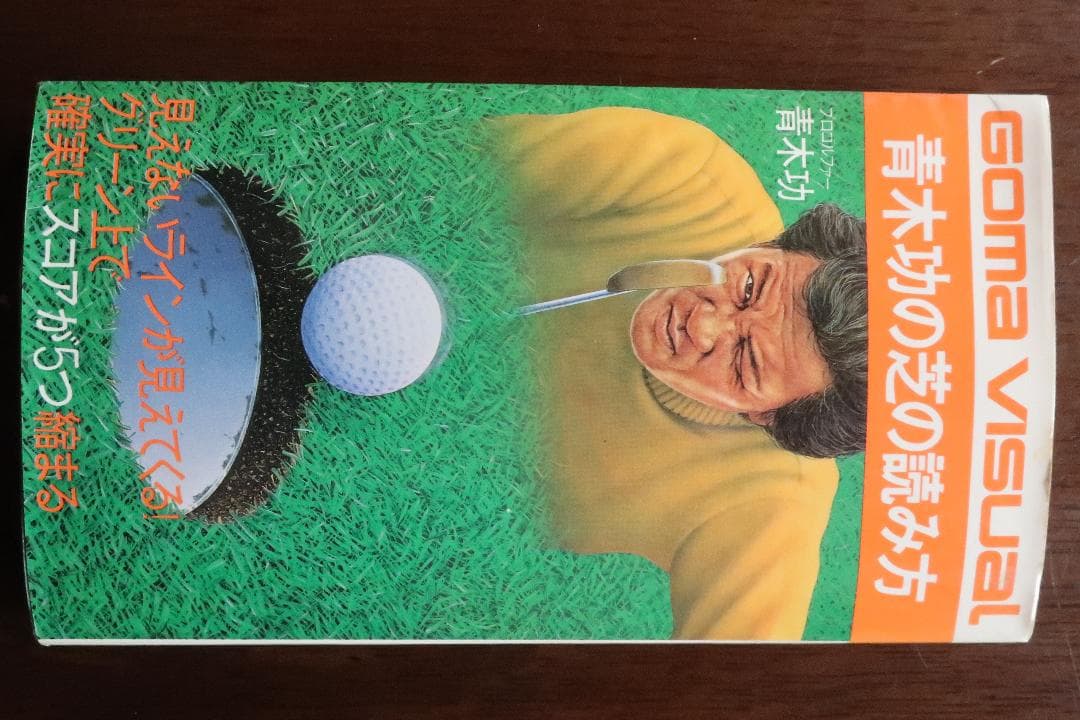 GOMA VISUAL
青木功の芝の読み方
プロゴルファー
青木功
見えないラインが見えてくる!
グリーン上で
確実にスコアが5つ縮まる